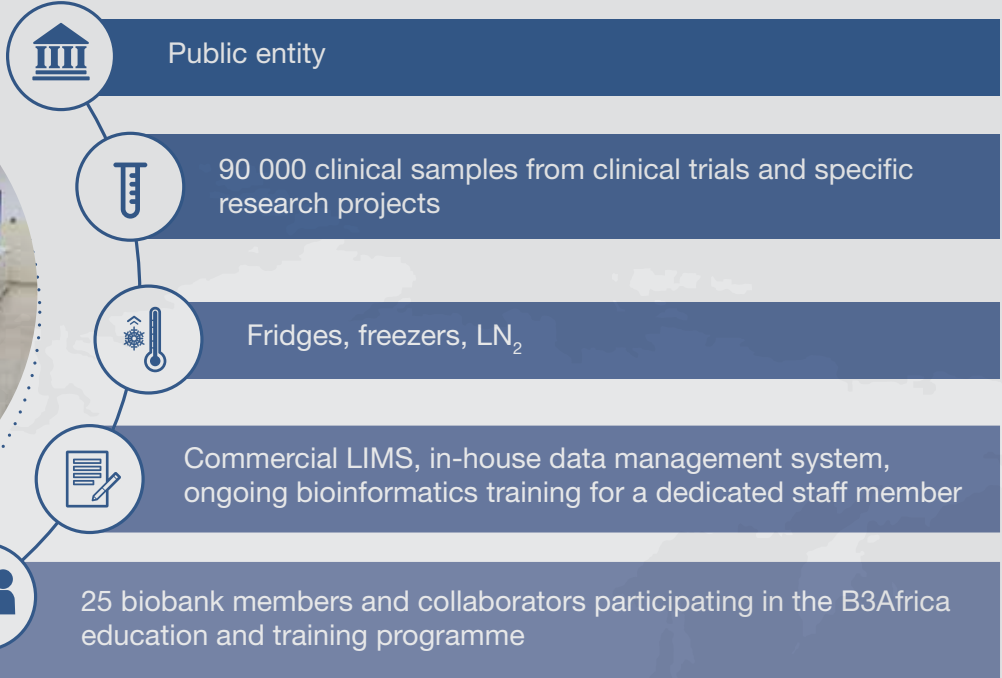 Public entity
90 000 clinical samples from clinical trials and specific
research projects
Fridges, freezers, LN₂
Commercial LIMS, in-house data management system,
ongoing bioinformatics training for a dedicated staff member
25 biobank members and collaborators participating in the B3Africa
education and training programme